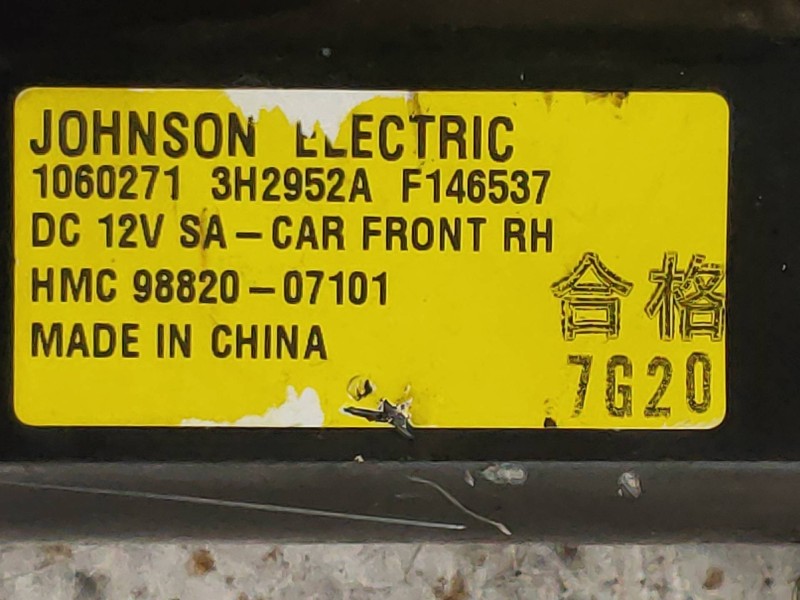 JOHNSON ELECTRIC
1060271 3H2952A F146537
DC 12V SA-CAR FRONT RH
HMC 98820-07101
MADE IN CHINA
合格
7G20